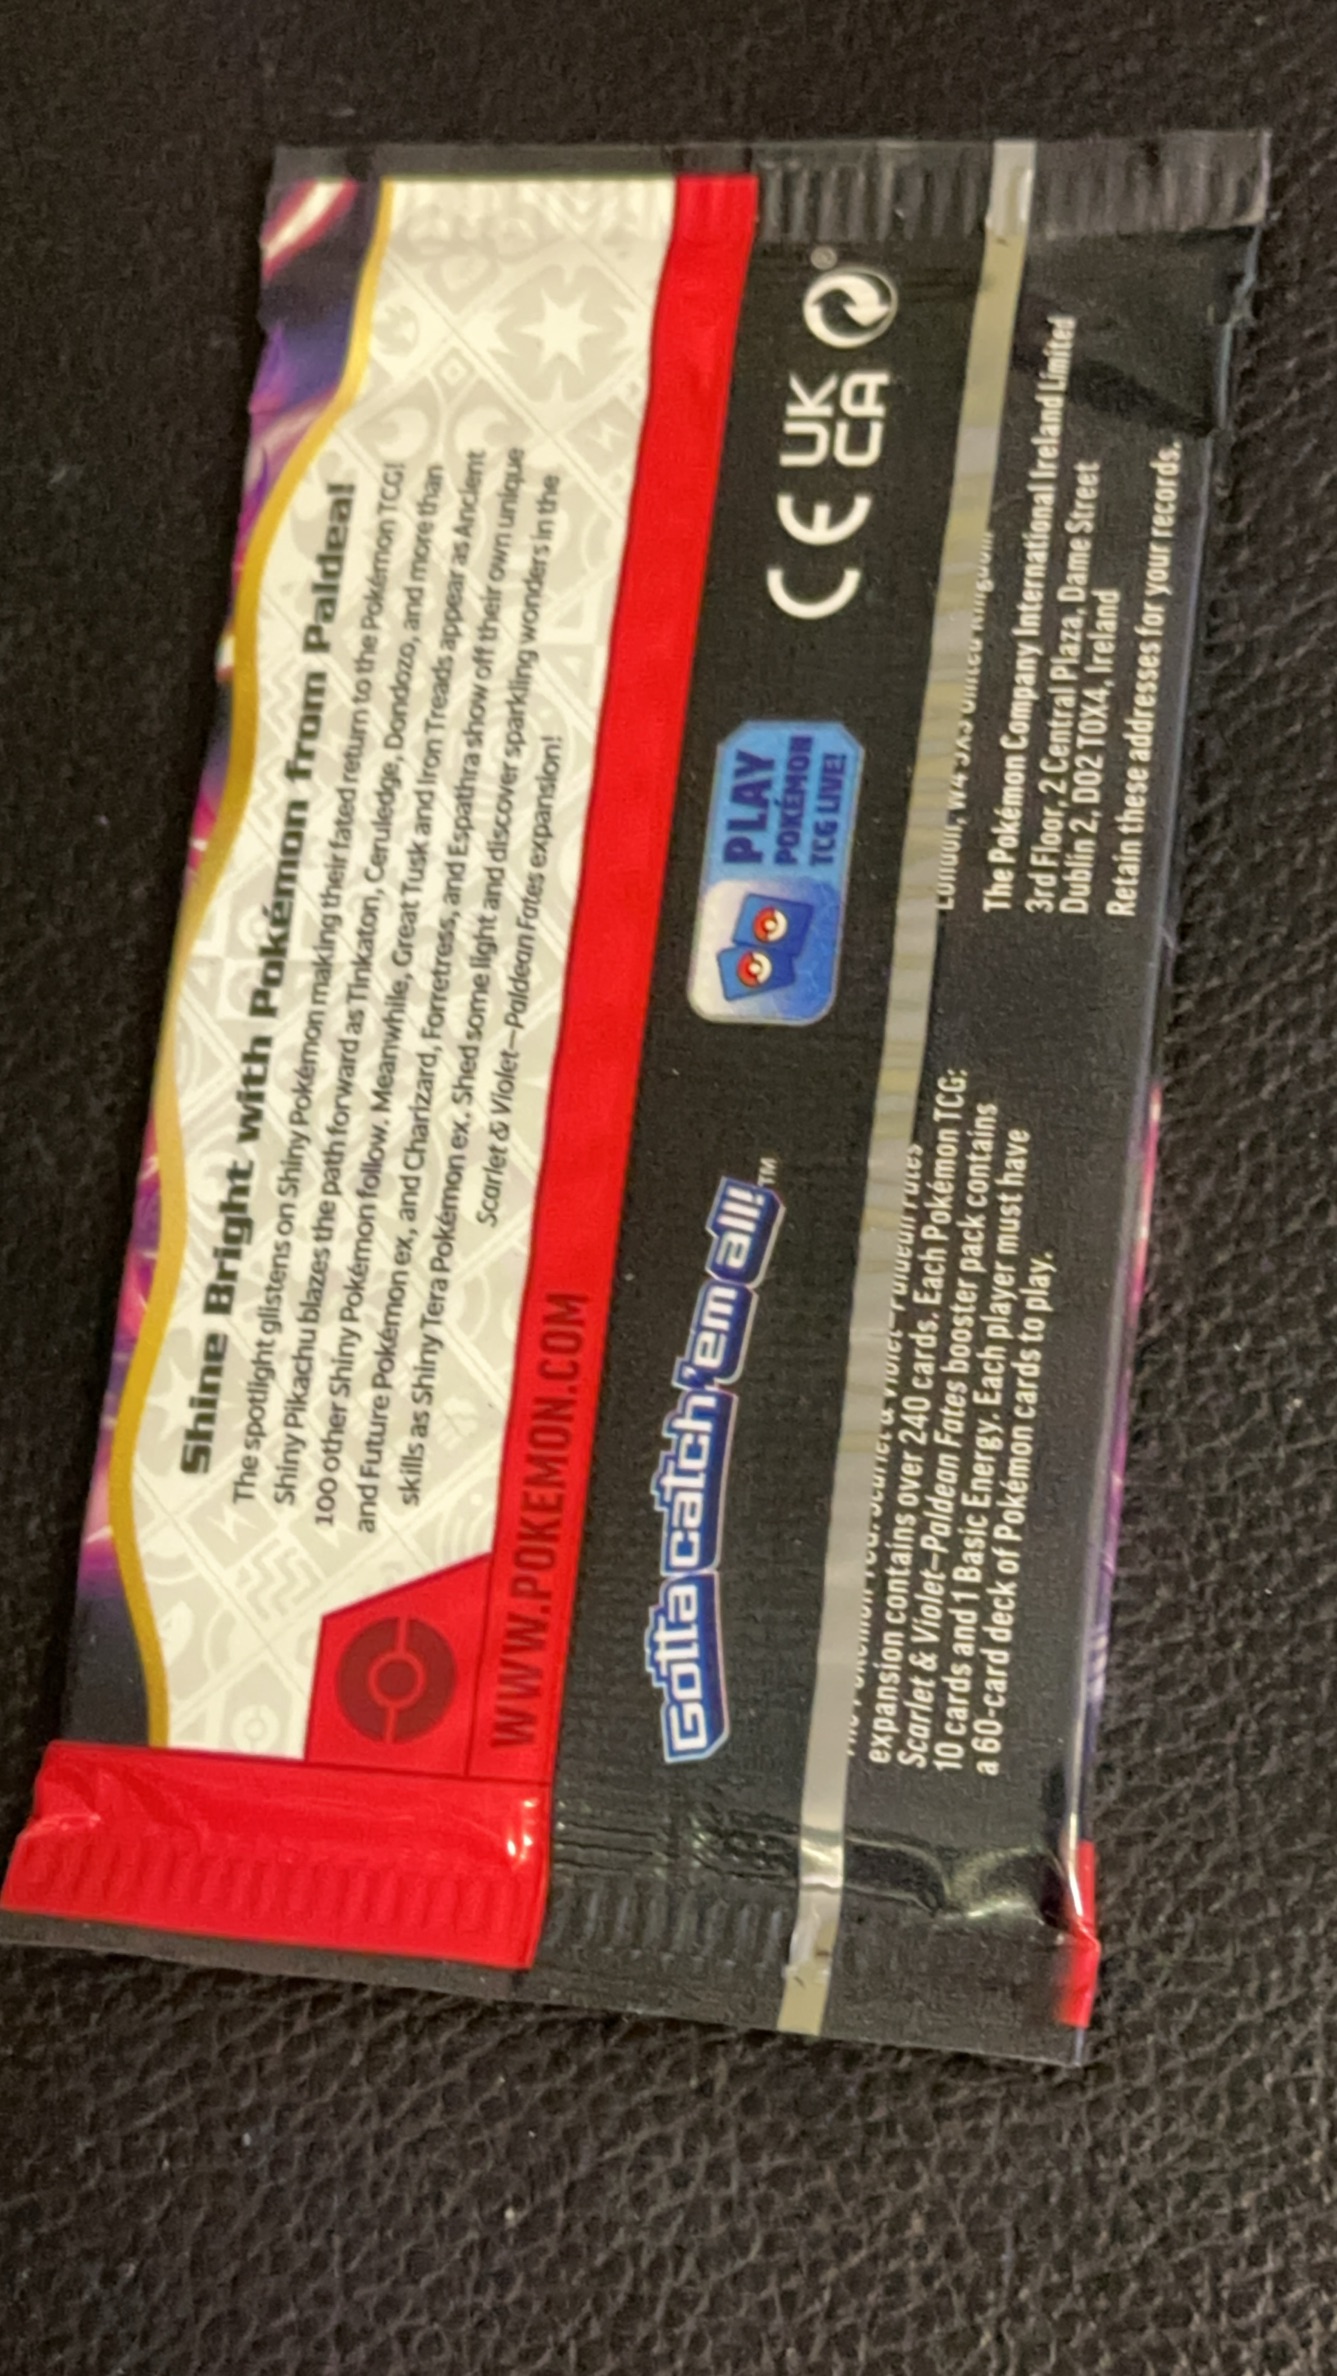 Shine Bright with Pokémon from Paldea!
The spotlight glistens on Shiny Pokémon making their fated return to the Pokémon TCG!
Shiny Pikachu blazes the path forward as Tinkaton, Ceruledge, Dondozo, and more than
100 other Shiny Pokémon follow. Meanwhile, Great Tusk and Iron Treads appear as Ancient
and Future Pokémon ex, and Charizard, Forretress, and Espathra show off their own unique
skills as Shiny Tera Pokémon ex. Shed some light and discover sparkling wonders in the
Scarlet & Violet—Paldean Fates expansion!
WWW.POKEMON.COM
Gotta catch 'em all!™
PLAY
POKÉMON
TCG LIVE!
CE
UK
CA
®
expansion contains over 240 cards. Each Pokémon TCG:
Scarlet & Violet—Paldean Fates booster pack contains
10 cards and 1 Basic Energy. Each player must have
a 60-card deck of Pokémon cards to play.
The Pokémon Company International Ireland Limited
3rd Floor, 2 Central Plaza, Dame Street
Dublin 2, D02 T0X4, Ireland
Retain these addresses for your records.